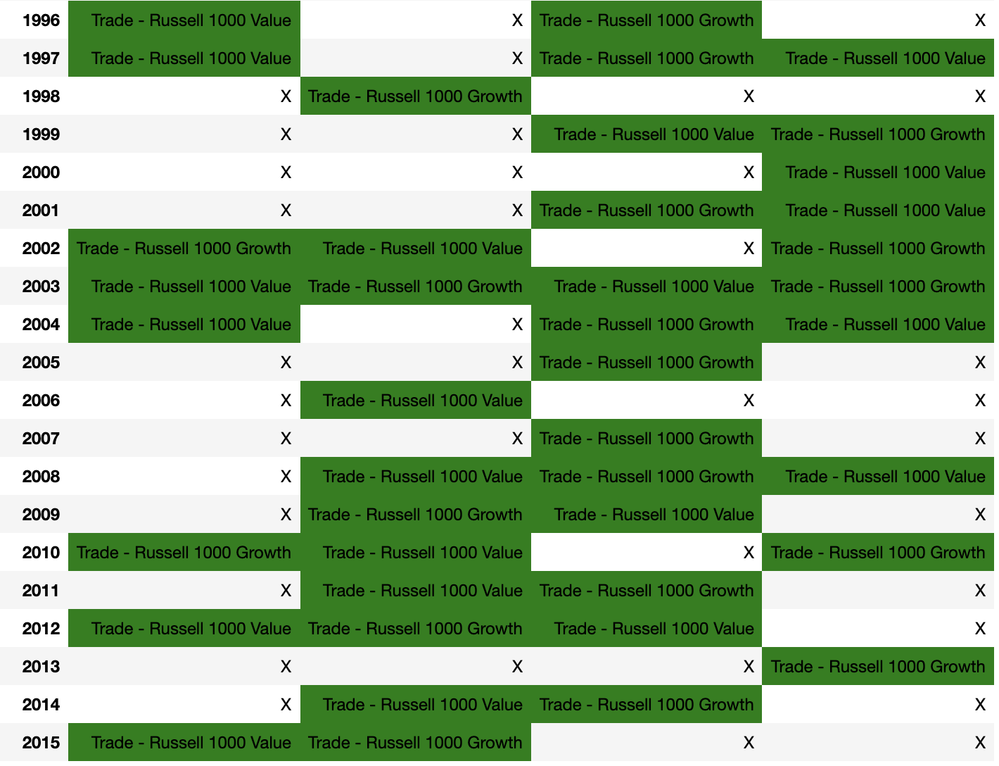 1996 Trade - Russell 1000 Value X Trade - Russell 1000 Growth X
1997 Trade - Russell 1000 Value X Trade - Russell 1000 Growth Trade - Russell 1000 Value
1998 X Trade - Russell 1000 Growth X X
1999 X X Trade - Russell 1000 Value Trade - Russell 1000 Growth
2000 X X X Trade - Russell 1000 Value
2001 X X Trade - Russell 1000 Growth Trade - Russell 1000 Value
2002 Trade - Russell 1000 Growth Trade - Russell 1000 Value X Trade - Russell 1000 Growth
2003 Trade - Russell 1000 Value Trade - Russell 1000 Growth Trade - Russell 1000 Value Trade - Russell 1000 Growth
2004 Trade - Russell 1000 Value X Trade - Russell 1000 Growth Trade - Russell 1000 Value
2005 X X Trade - Russell 1000 Growth X
2006 X Trade - Russell 1000 Value X X
2007 X X Trade - Russell 1000 Growth X
2008 X Trade - Russell 1000 Value Trade - Russell 1000 Growth Trade - Russell 1000 Value
2009 X Trade - Russell 1000 Growth Trade - Russell 1000 Value X
2010 Trade - Russell 1000 Growth Trade - Russell 1000 Value X Trade - Russell 1000 Growth
2011 X Trade - Russell 1000 Value Trade - Russell 1000 Growth X
2012 Trade - Russell 1000 Value Trade - Russell 1000 Growth Trade - Russell 1000 Value X
2013 X X X Trade - Russell 1000 Growth
2014 X Trade - Russell 1000 Value Trade - Russell 1000 Growth X
2015 Trade - Russell 1000 Value Trade - Russell 1000 Growth X X